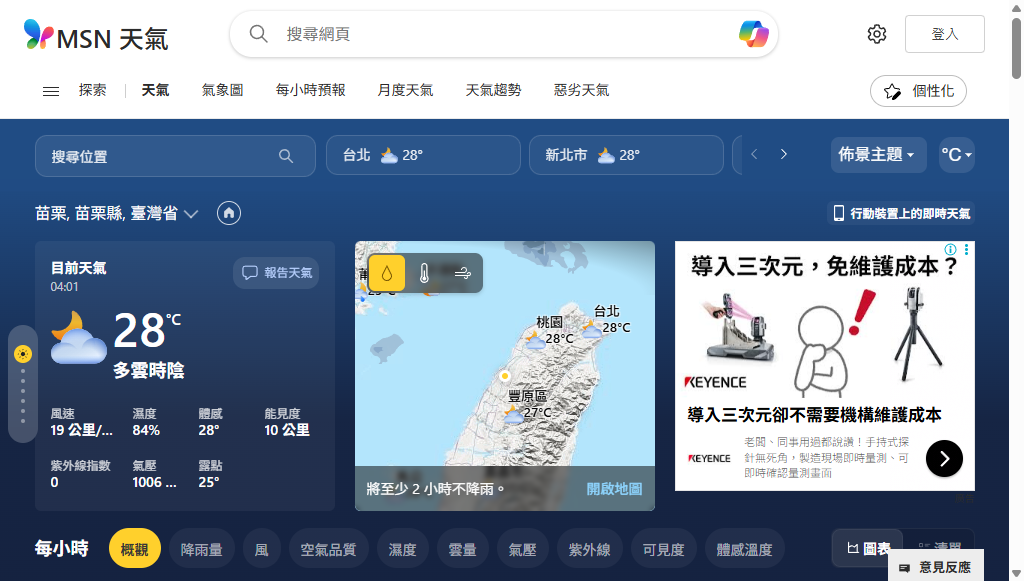 MSN 天氣
搜尋網頁
登入
探索
天氣
氣象圖
每小時預報
月度天氣
天氣趨勢
惡劣天氣
個性化
搜尋位置
台北 28°
新北市 28°
佈景主題
°C
苗栗, 苗栗縣, 臺灣省
行動裝置上的即時天氣
目前天氣
04:01
報告天氣
28°C
多雲時陰
風速
19 公里/...
濕度
84%
體感
28°
能見度
10 公里
紫外線指數
0
氣壓
1006 ...
露點
25°
台北
28°C
桃園
28°C
豐原區
27°C
將至少 2 小時不降雨。
開啟地圖
導入三次元，免維護成本？
KEYENCE
導入三次元卻不需要機構維護成本
KEYENCE
老闆、同事用過都說讚！手持式探
針無死角，製造現場即時量測、可
即時確認量測畫面
每小時
概觀
降雨量
風
空氣品質
濕度
雲量
氣壓
紫外線
可見度
體感溫度
圖表
清單
意見反應